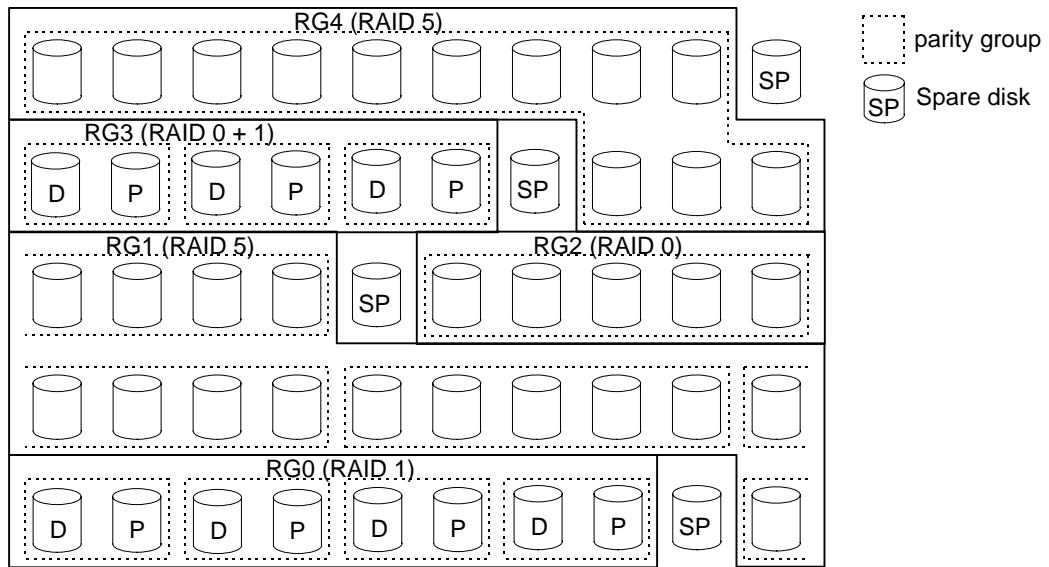 RG4 (RAID 5)
SP
parity group
SP
Spare disk
RG3 (RAID 0 + 1)
D P D P D P SP
RG1 (RAID 5)
RG2 (RAID 0)
SP
RG0 (RAID 1)
D P D P D P D P SP